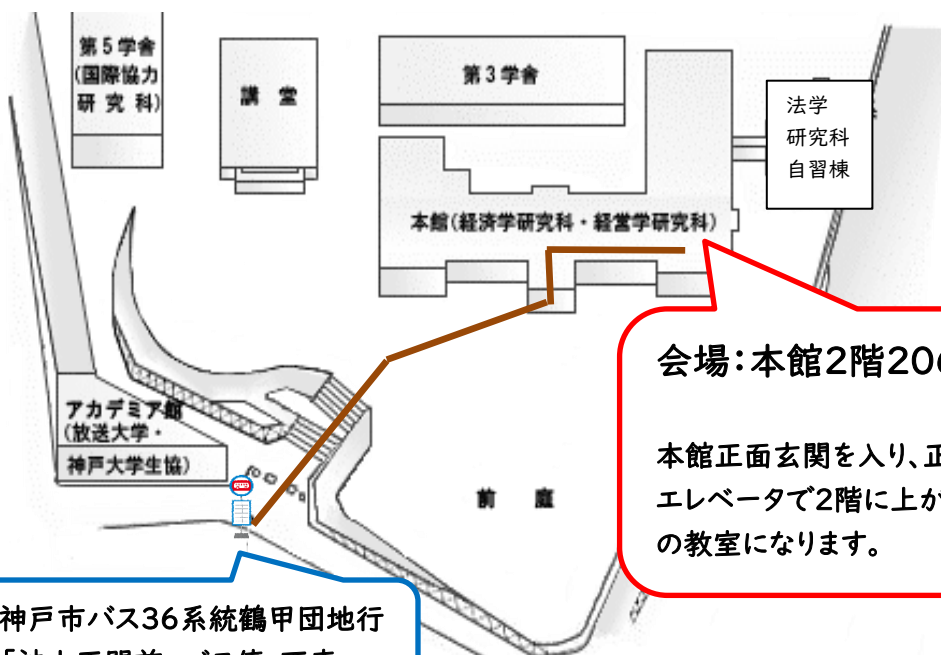 第5学舎
(国際協力
研究科)
講堂
第3学舎
法学
研究科
自習棟
本館(経済学研究科・経営学研究科)
会場:本館2階20
本館正面玄関を入り、正
エレベータで2階に上か
の教室になります。
アカデミア館
(放送大学・
神戸大学生協)
前庭
神戸市バス36系統鶴甲団地行